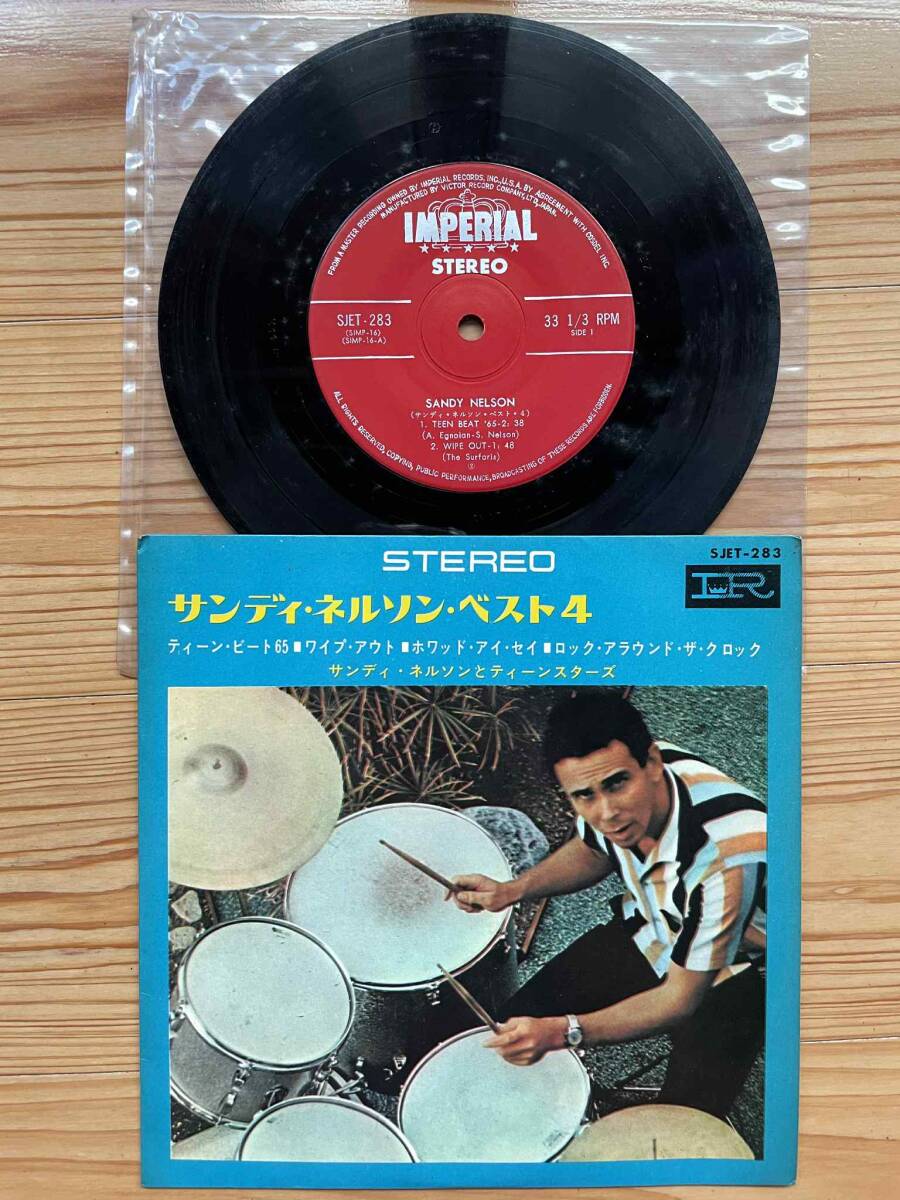 FROM A MASTER RECORDING OWNED BY IMPERIAL RECORDS, INC., U.S.A. BY AGREEMENT WITH COSDEL INC.
MANUFACTURED BY VICTOR RECORD COMPANY, LTD., JAPAN.
IMPERIAL
STEREO
SJET-283
(SIMP-16)
(SIMP-16-A)
33 1/3 RPM
SIDE 1
SANDY NELSON
(サンディ・ネルソン・ベスト・4)
1. TEEN BEAT '65-2:38
(A. Egnoian-S. Nelson)
2. WIPE OUT-1:48
(The Surfaris)
ALL RIGHTS RESERVED, COPYING, PUBLIC PERFORMANCE, BROADCASTING OF THESE RECORDS ARE FORBIDDEN.
STEREO
SJET-283
IR
サンディ・ネルソン・ベスト4
ティーン・ビート65■ワイプ・アウト■ホワッド・アイ・セイ■ロック・アラウンド・ザ・クロック
サンディ・ネルソンとティーンスターズ